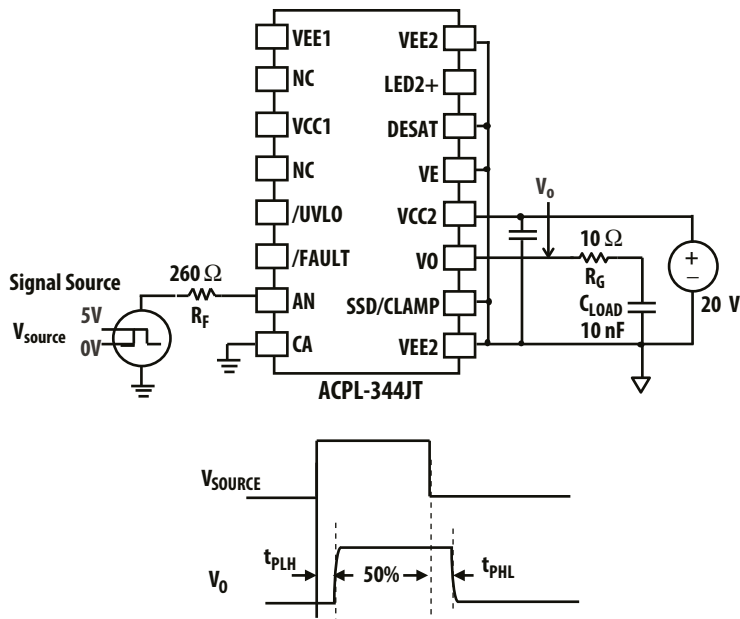 VEE1
NC
VCC1
NC
/UVLO
/FAULT
AN
CA
VEE2
LED2+
DESAT
VE
VCC2
VO
SSD/CLAMP
VEE2
ACPL-344JT
Signal Source
Vsource
5V
0V
260 Ω
RF
Vo
10 Ω
RG
CLOAD
10 nF
+
–
20 V
VSOURCE
VO
tPLH
50%
tPHL